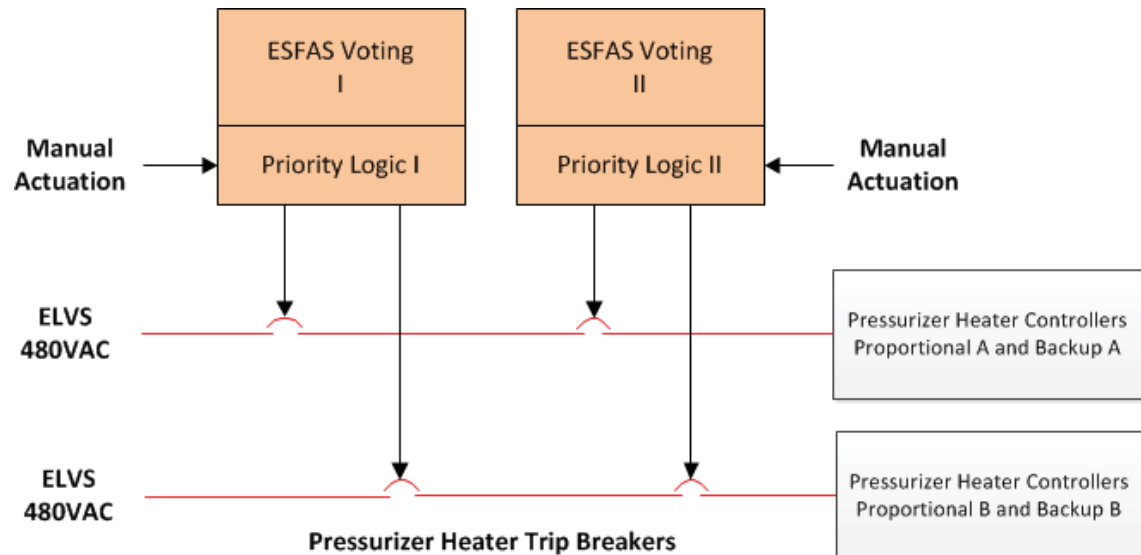 ESFAS Voting
I
ESFAS Voting
II
Manual
Actuation
Priority Logic I
Priority Logic II
Manual
Actuation
ELVS
480VAC
Pressurizer Heater Controllers
Proportional A and Backup A
ELVS
480VAC
Pressurizer Heater Controllers
Proportional B and Backup B
Pressurizer Heater Trip Breakers